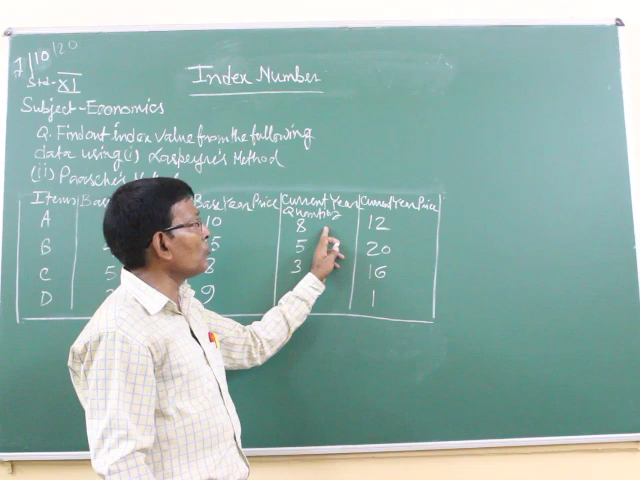 7/10/20
Std-XI
Index Number
Subject-Economics
Q. Findout index value from the following
data using (i) Laspeyre's Method
(ii) Paasche's
Items Base Year Price Current Year Quantity Current Year Price
A 10 8 12
B 5 5 20
C 5 8 3 16
D 9 1